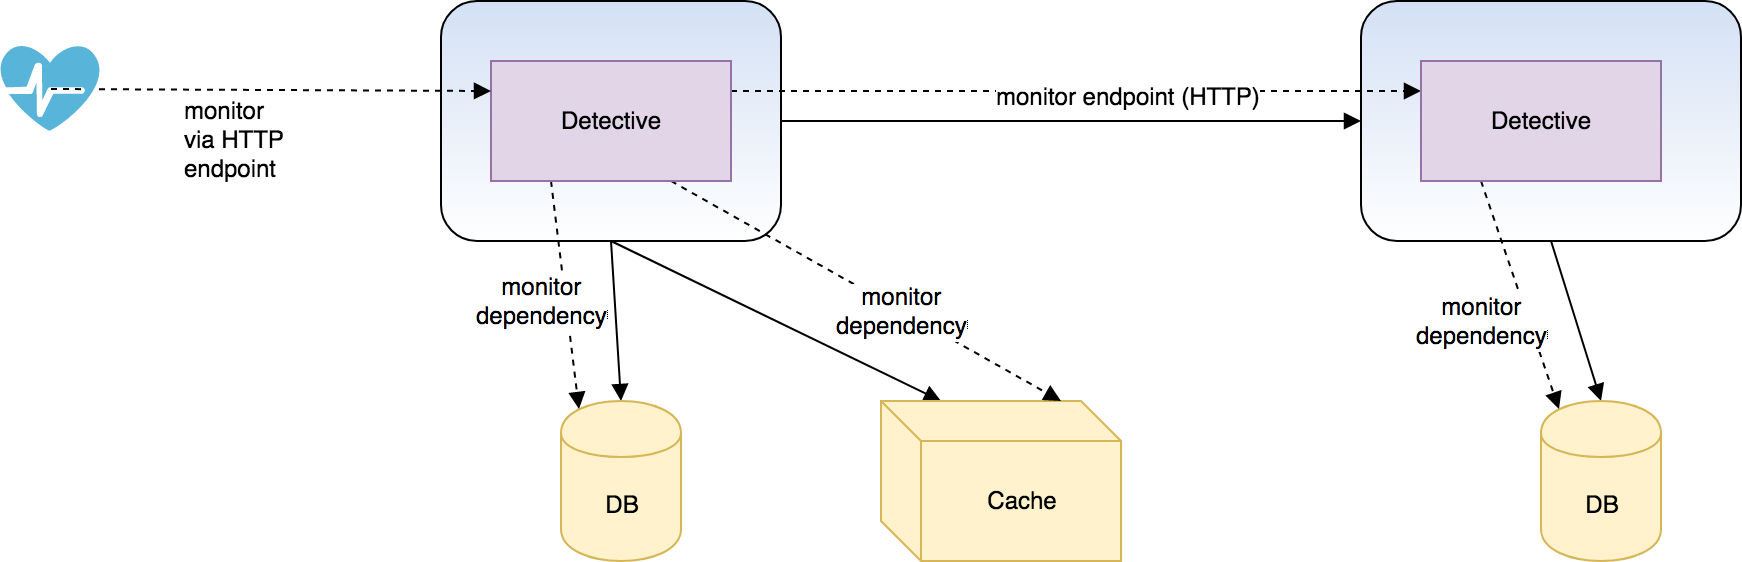 monitor
via HTTP
endpoint
Detective
monitor endpoint (HTTP)
Detective
monitor
dependency
monitor
dependency
monitor
dependency
DB
Cache
DB